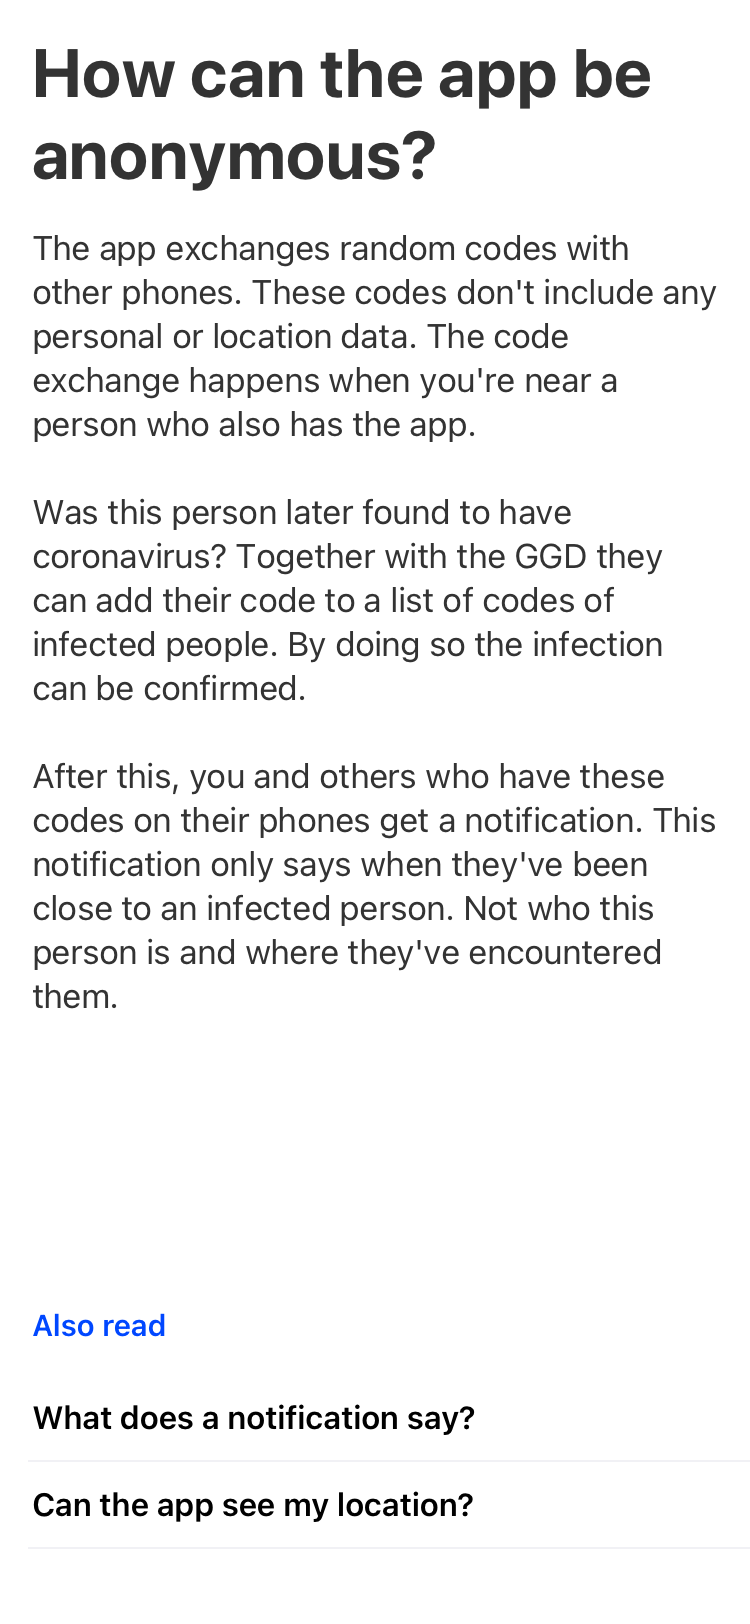 How can the app be
anonymous?
The app exchanges random codes with
other phones. These codes don't include any
personal or location data. The code
exchange happens when you're near a
person who also has the app.
Was this person later found to have
coronavirus? Together with the GGD they
can add their code to a list of codes of
infected people. By doing so the infection
can be confirmed.
After this, you and others who have these
codes on their phones get a notification. This
notification only says when they've been
close to an infected person. Not who this
person is and where they've encountered
them.
Also read
What does a notification say?
Can the app see my location?